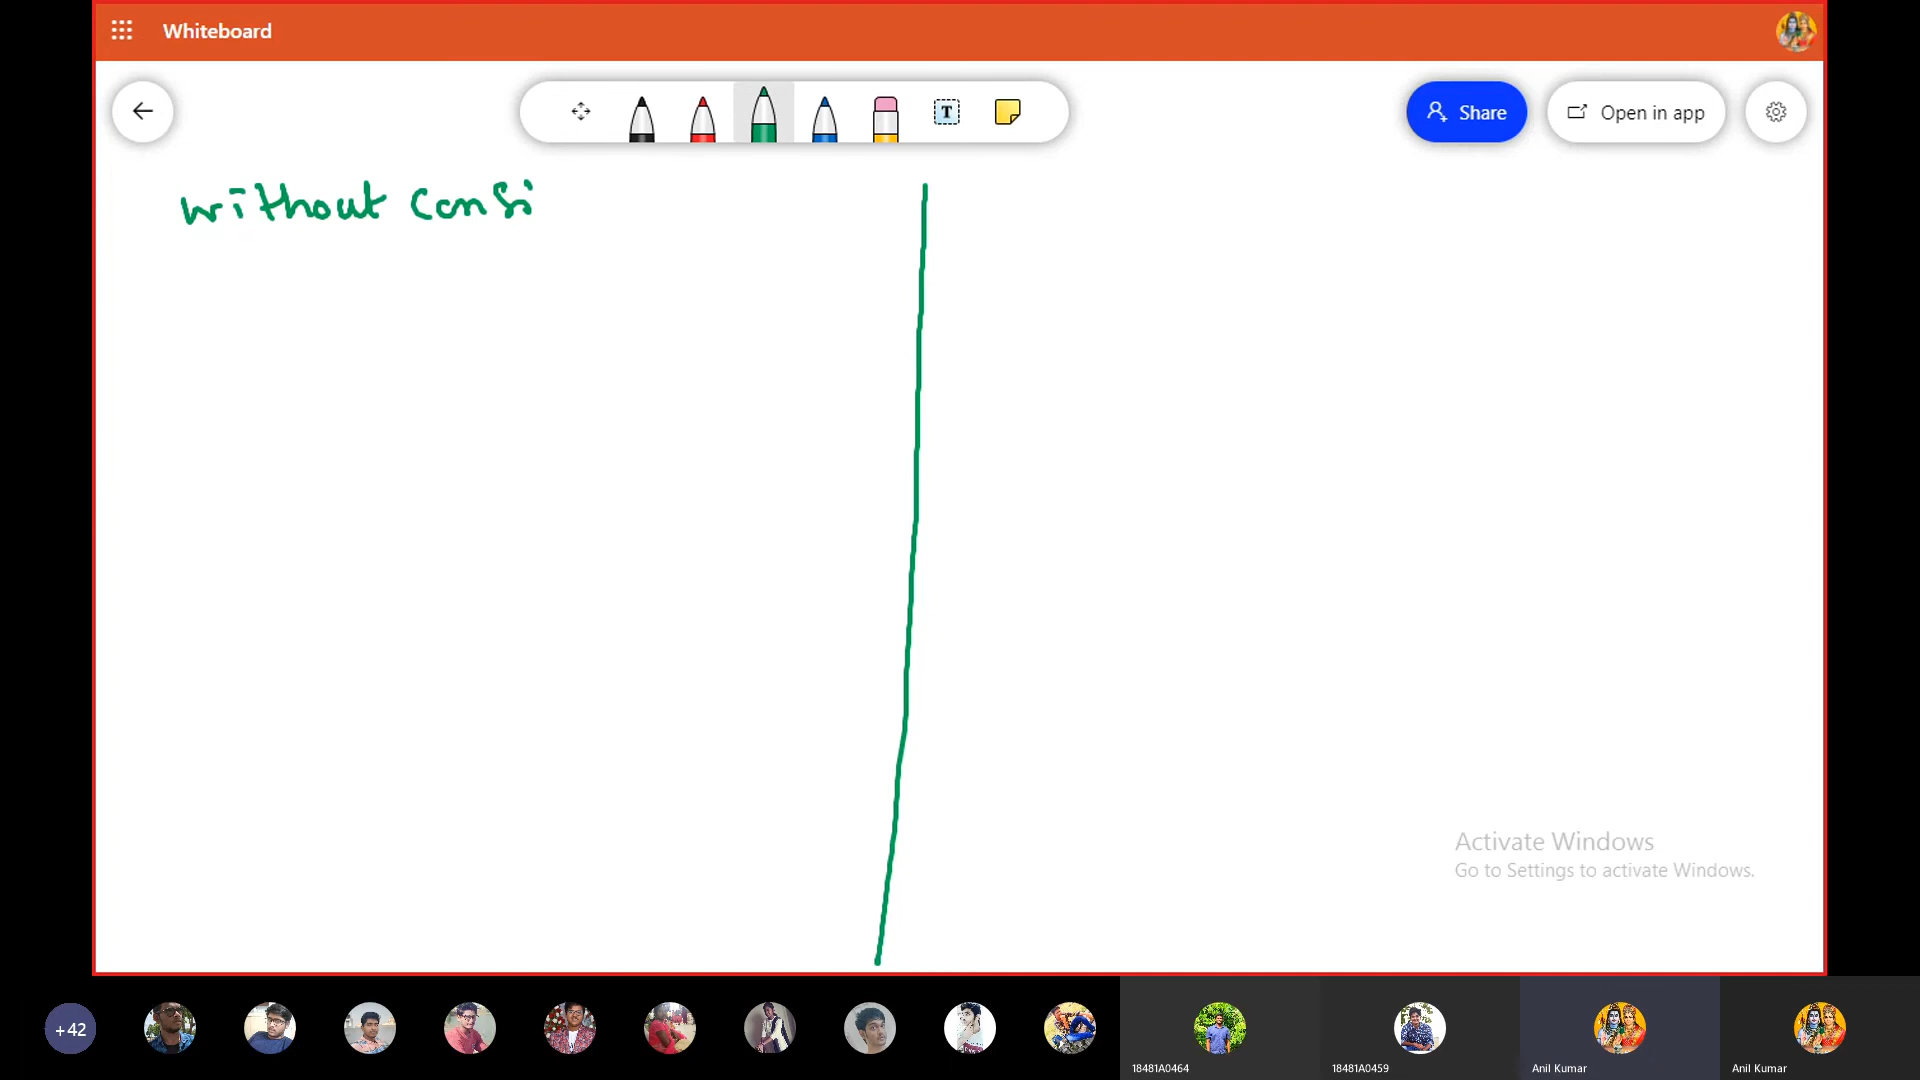 Whiteboard
T
Share
Open in app
without consi
Activate Windows
Go to Settings to activate Windows.
+42
18481A0464
18481A0459
Anil Kumar
Anil Kumar